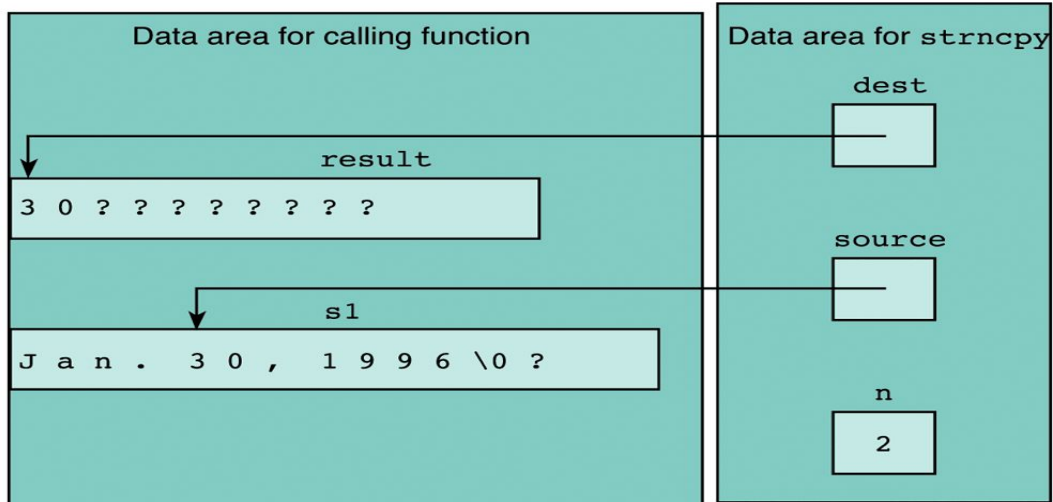 Data area for calling function
Data area for strncpy
dest
result
3 0 ? ? ? ? ? ? ? ?
source
s1
J a n . 3 0 , 1 9 9 6 \0 ?
n
2